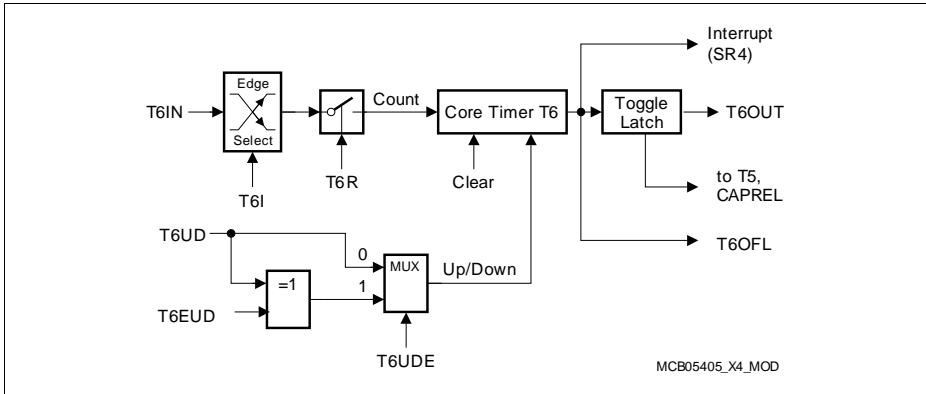 Interrupt
(SR4)
Edge
Select
T6IN
Count
Core Timer T6
Toggle
Latch
T6OUT
T6I
T6R
Clear
to T5,
CAPREL
T6UD
0
MUX
Up/Down
T6OFL
=1
1
T6EUD
T6UDE
MCB05405_X4_MOD